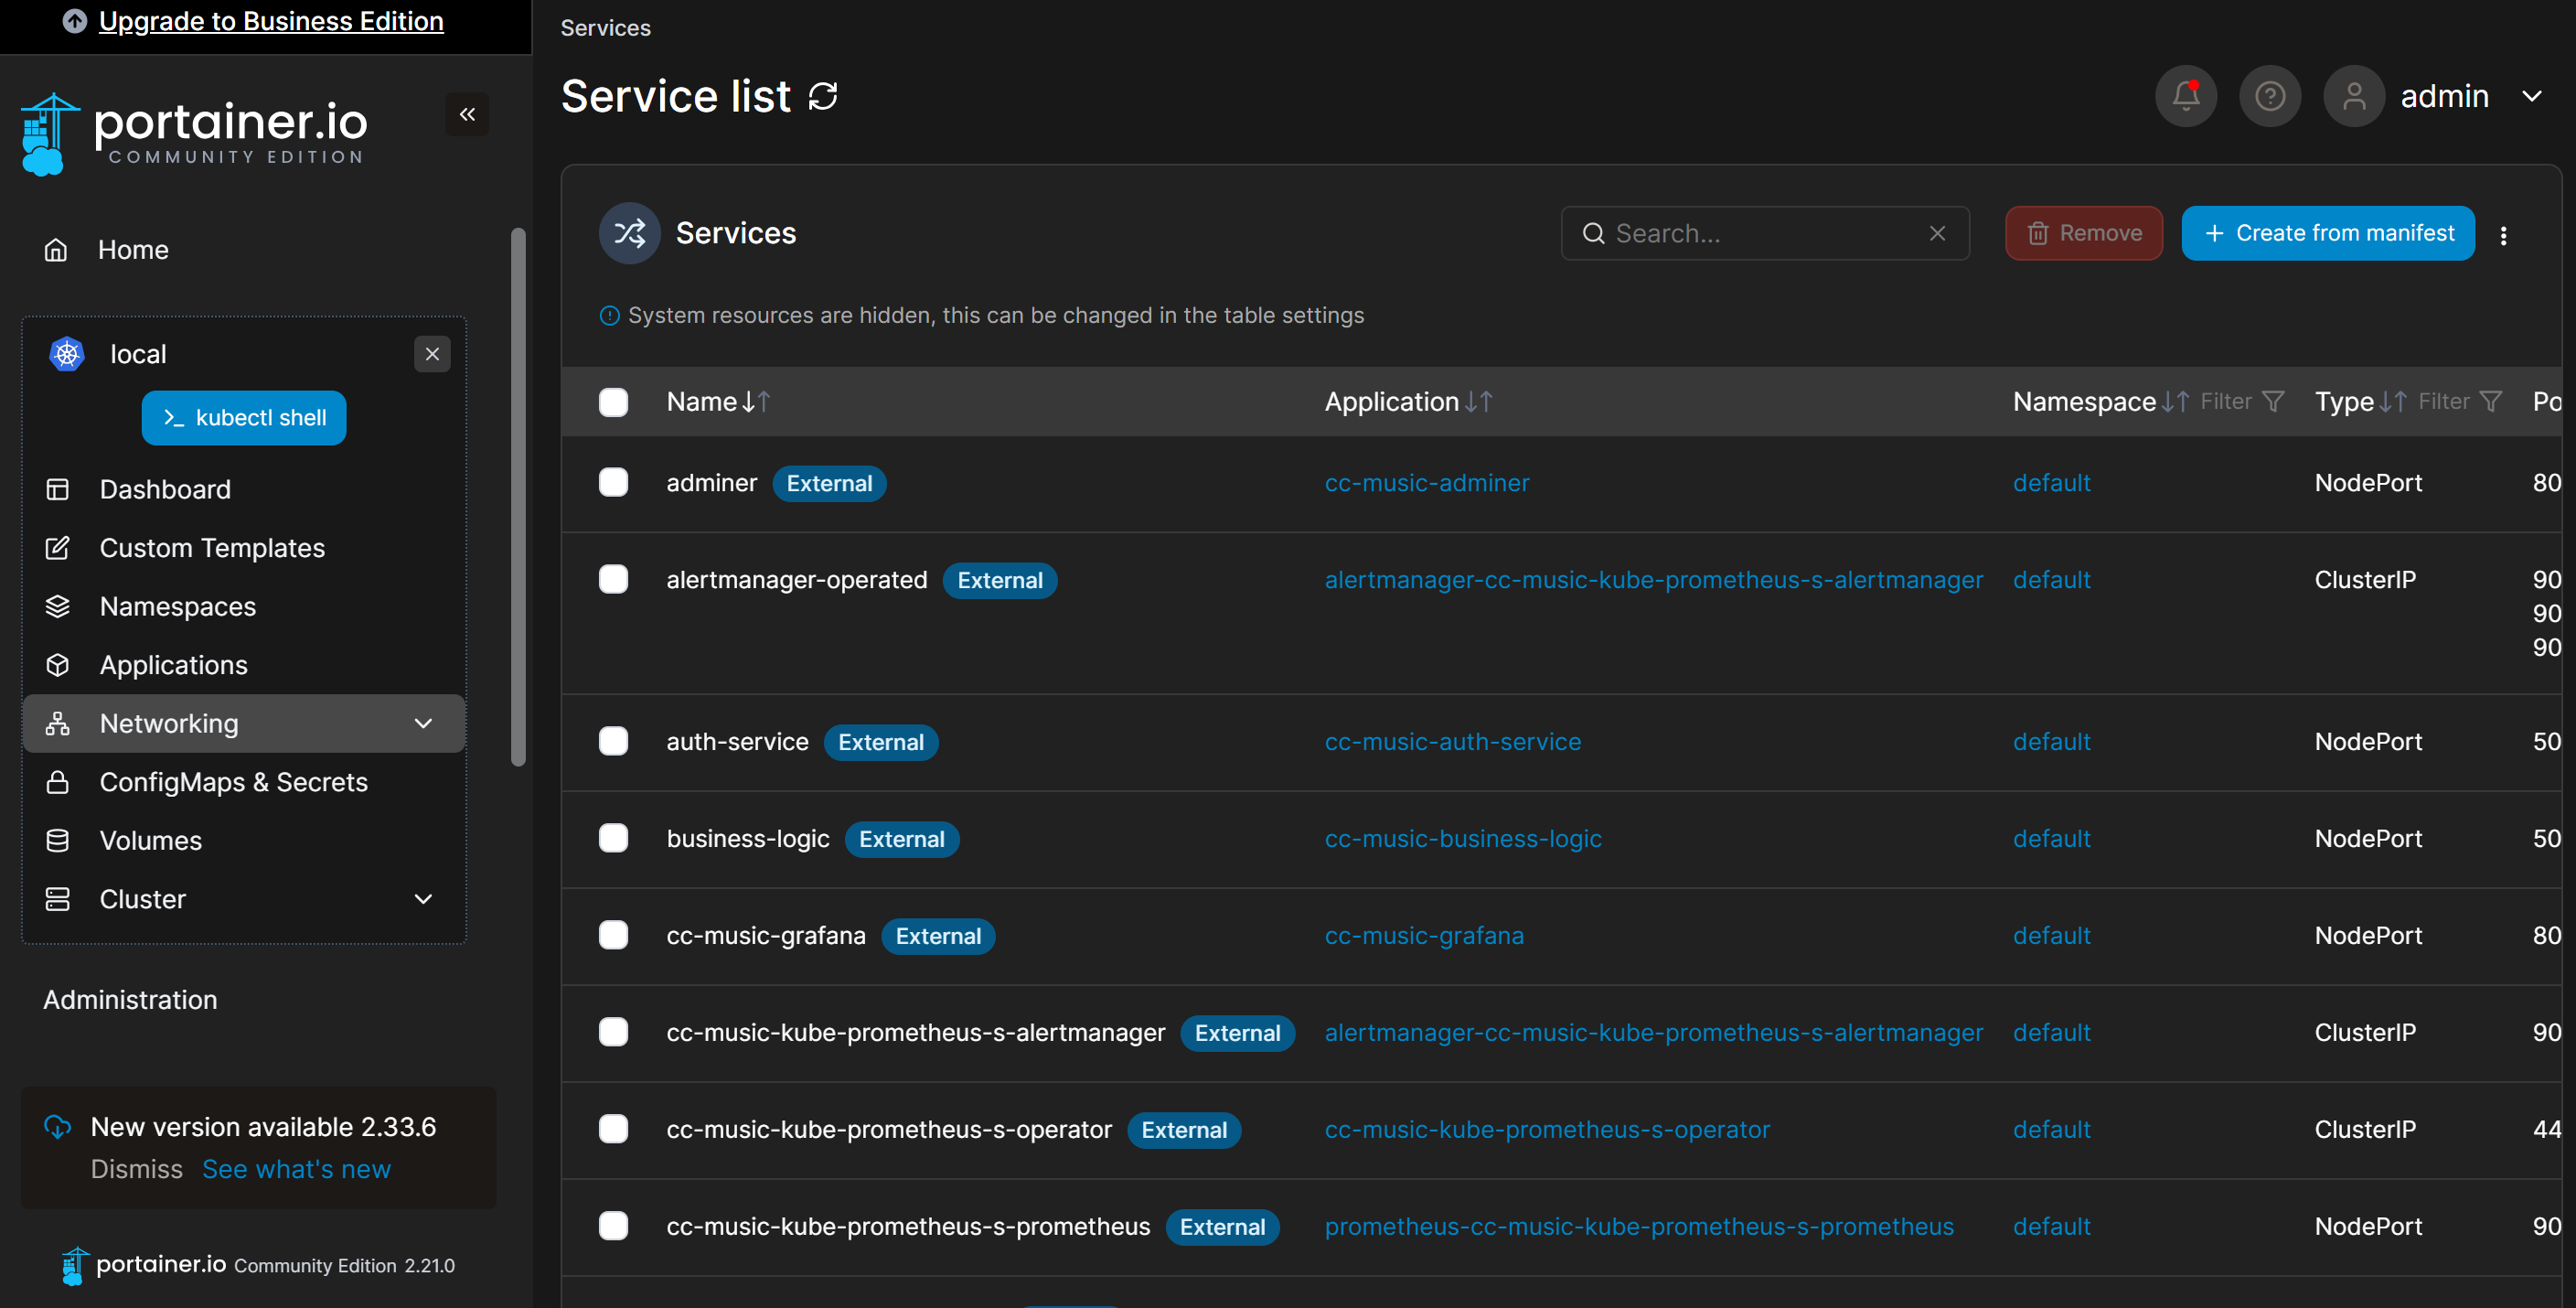 Upgrade to Business Edition
portainer.io
COMMUNITY EDITION
Home
local
kubectl shell
Dashboard
Custom Templates
Namespaces
Applications
Networking
ConfigMaps & Secrets
Volumes
Cluster
Administration
New version available 2.33.6
Dismiss See what's new
portainer.io Community Edition 2.21.0
Services
Service list
admin
Services
Search...
Remove
Create from manifest
System resources are hidden, this can be changed in the table settings
Name Application Namespace Filter Type Filter Po
adminer External cc-music-adminer default NodePort 80
alertmanager-operated External alertmanager-cc-music-kube-prometheus-s-alertmanager default ClusterIP 90
90
90
auth-service External cc-music-auth-service default NodePort 50
business-logic External cc-music-business-logic default NodePort 50
cc-music-grafana External cc-music-grafana default NodePort 80
cc-music-kube-prometheus-s-alertmanager External alertmanager-cc-music-kube-prometheus-s-alertmanager default ClusterIP 90
cc-music-kube-prometheus-s-operator External cc-music-kube-prometheus-s-operator default ClusterIP 44
cc-music-kube-prometheus-s-prometheus External prometheus-cc-music-kube-prometheus-s-prometheus default NodePort 90